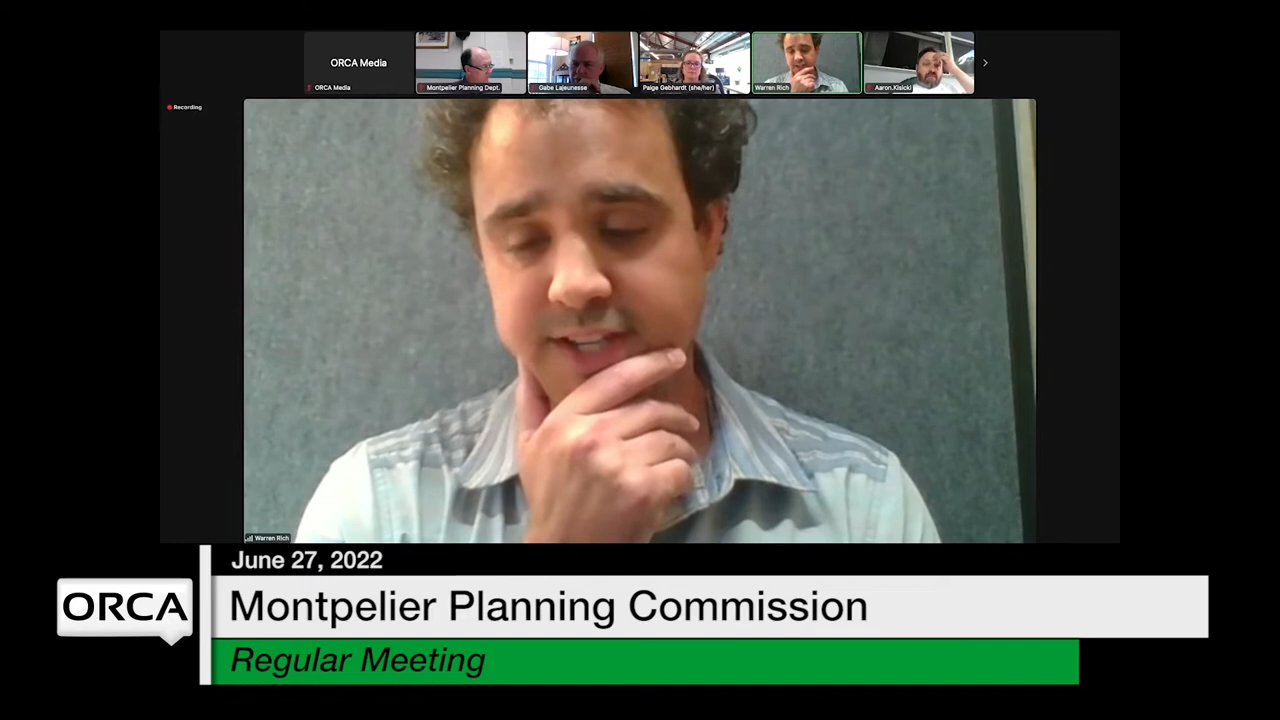 ORCA Media
ORCA Media
Montpelier Planning Dept.
Gabe Lajeunesse
Paige Gebhardt (she/her)
Warren Rich
Aaron.Kisicki
Recording
Warren Rich
June 27, 2022
ORCA
Montpelier Planning Commission
Regular Meeting